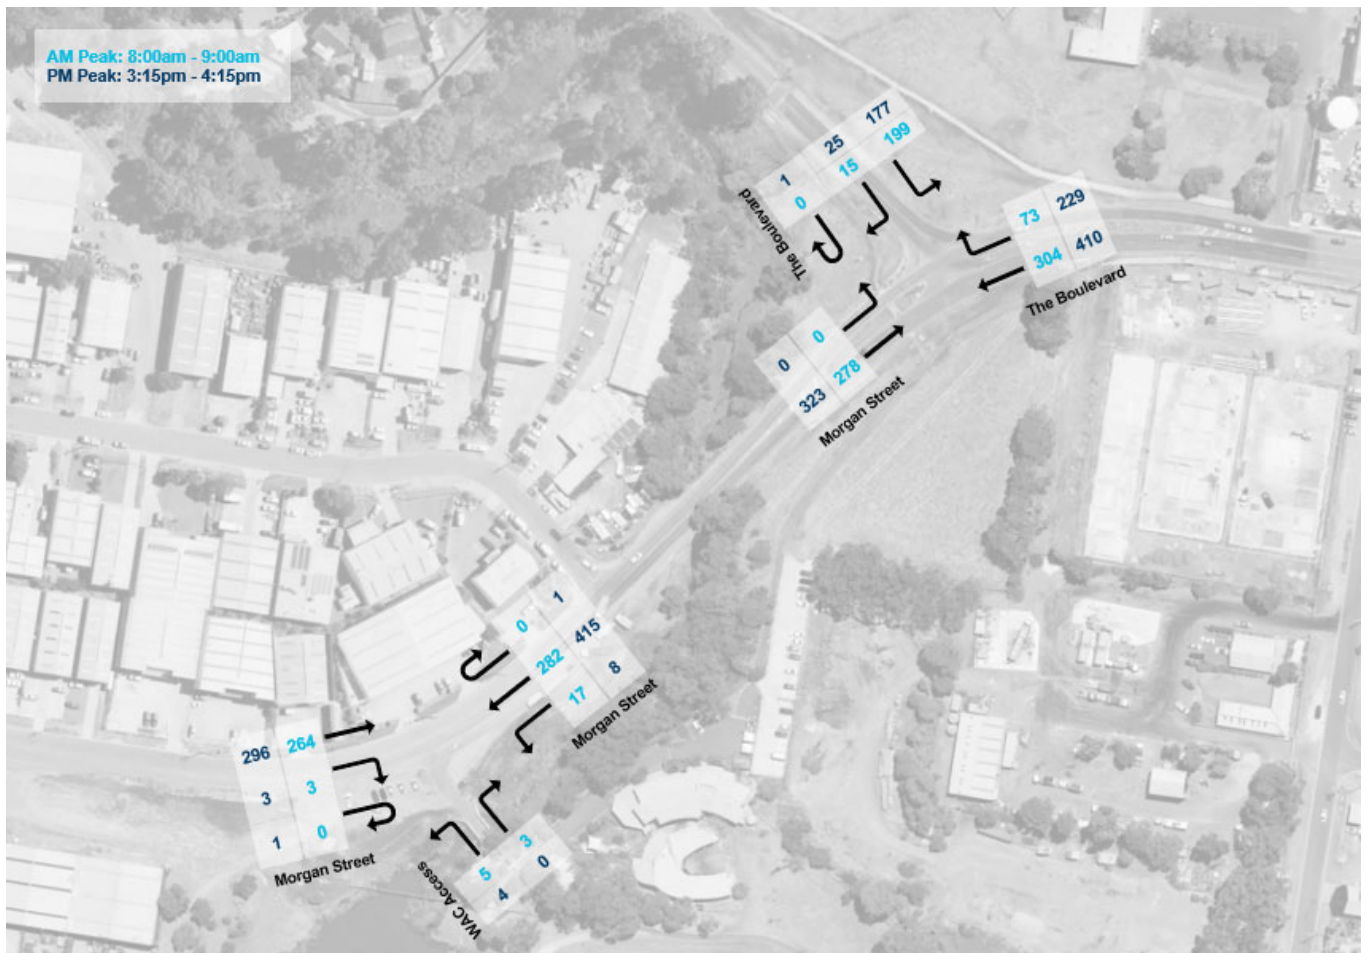 AM Peak: 8:00am - 9:00am
PM Peak: 3:15pm - 4:15pm
1 25 177
0 15 199
The Boulevard
73 229
304 410
The Boulevard
0 0
323 278
Morgan Street
0 1
282 415
17 8
Morgan Street
296 264
3 3
1 0
Morgan Street
5 3
4 0
WAC Access